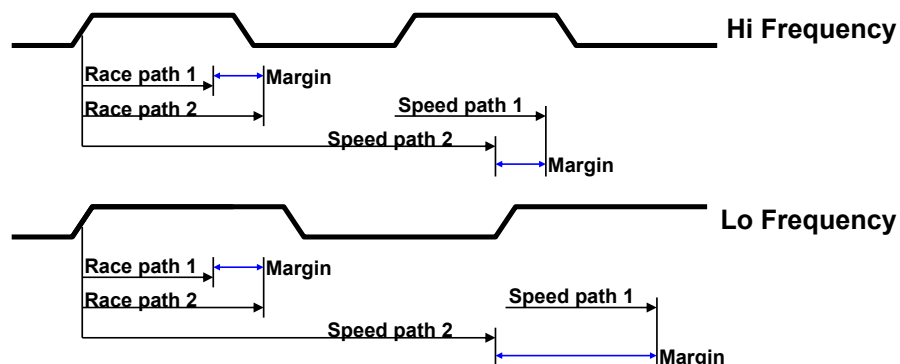 Hi Frequency
Race path 1
Margin
Race path 2
Speed path 1
Speed path 2
Margin
Lo Frequency
Race path 1
Margin
Race path 2
Speed path 1
Speed path 2
Margin